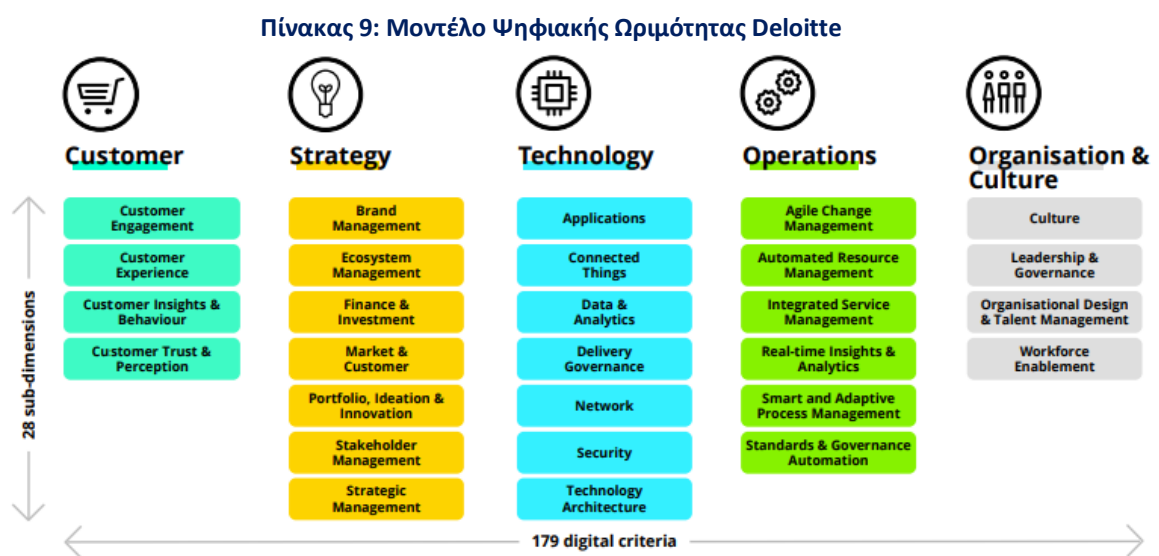 Πίνακας 9: Μοντέλο Ψηφιακής Ωριμότητας Deloitte
Customer
Customer
Engagement
Customer
Experience
Customer Insights &
Behaviour
Customer Trust &
Perception
Strategy
Brand
Management
Ecosystem
Management
Finance &
Investment
Market &
Customer
Portfolio, Ideation &
Innovation
Stakeholder
Management
Strategic
Management
Technology
Applications
Connected
Things
Data &
Analytics
Delivery
Governance
Network
Security
Technology
Architecture
Operations
Agile Change
Management
Automated Resource
Management
Integrated Service
Management
Real-time Insights &
Analytics
Smart and Adaptive
Process Management
Standards & Governance
Automation
Organisation &
Culture
Culture
Leadership &
Governance
Organisational Design
& Talent Management
Workforce
Enablement
28 sub-dimensions
179 digital criteria